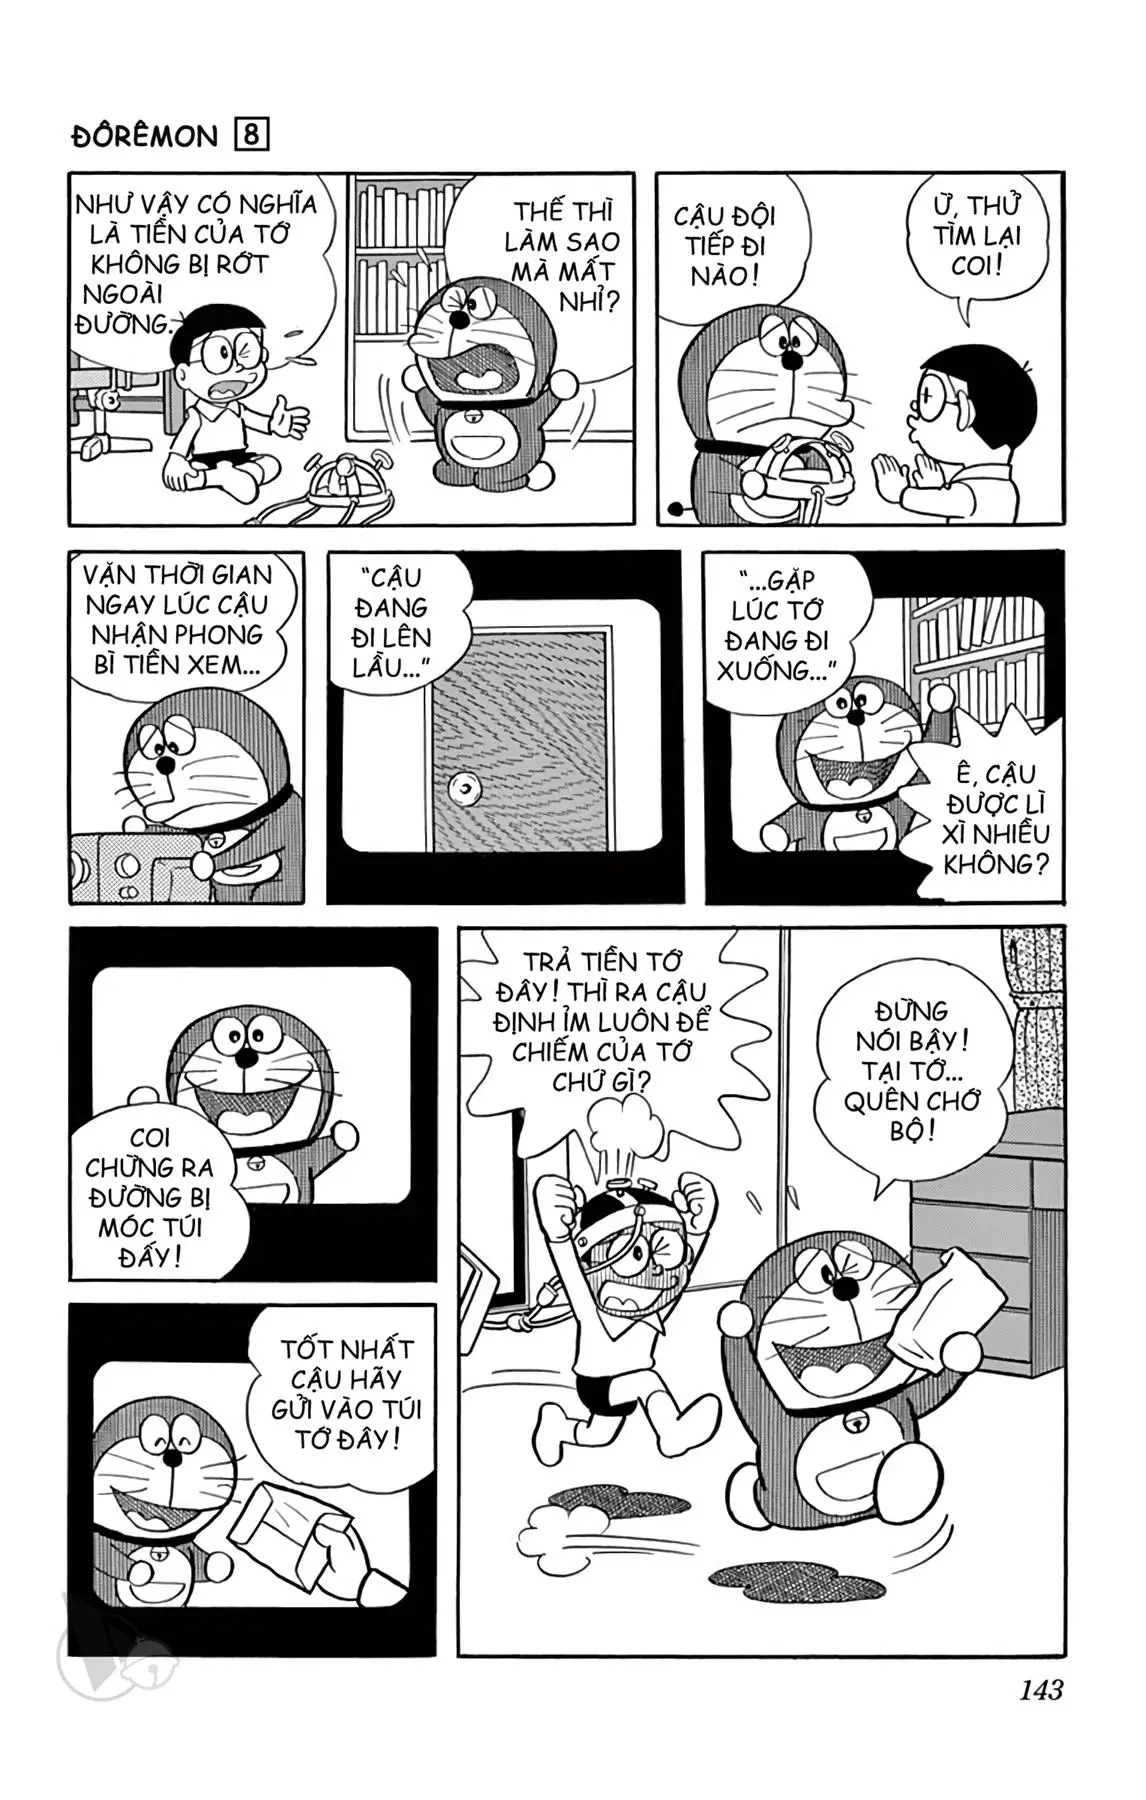 ĐÔRÊMON 8
NHƯ VẬY CÓ NGHĨA
LÀ TIỀN CỦA TỚ
KHÔNG BỊ RỚT
NGOÀI
ĐƯỜNG.
THẾ THÌ
LÀM SAO
MÀ MẤT
NHỈ?
CẬU ĐỘI
TIẾP ĐI
NÀO!
Ừ, THỬ
TÌM LẠI
COI!
VẶN THỜI GIAN
NGAY LÚC CẬU
NHẬN PHONG
BÌ TIỀN XEM...
"CẬU
ĐANG
ĐI LÊN
LẦU..."
"...GẶP
LÚC TỚ
ĐANG ĐI
XUỐNG..."
Ê, CẬU
ĐƯỢC LÌ
XÌ NHIỀU
KHÔNG?
COI
CHỪNG RA
ĐƯỜNG BỊ
MÓC TÚI
ĐẤY!
TỐT NHẤT
CẬU HÃY
GỬI VÀO TÚI
TỚ ĐÂY!
TRẢ TIỀN TỚ
ĐÂY! THÌ RA CẬU
ĐỊNH ỈM LUÔN ĐỂ
CHIẾM CỦA TỚ
CHỨ GÌ?
ĐỪNG
NÓI BẬY!
TẠI TỚ...
QUÊN CHỚ
BỘ!
143